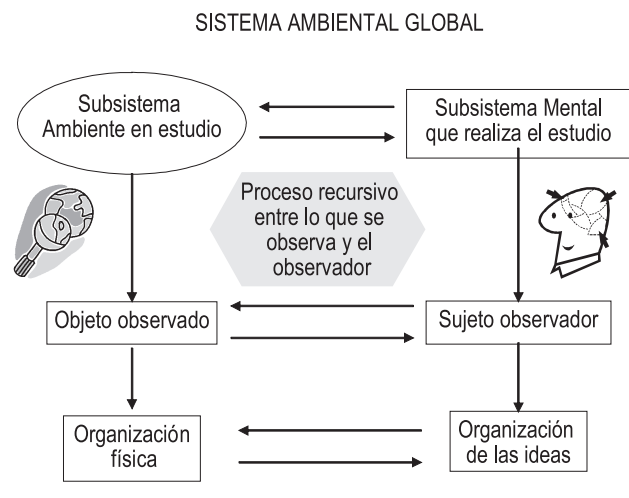 SISTEMA AMBIENTAL GLOBAL
Subsistema
Ambiente en estudio
Subsistema Mental
que realiza el estudio
Proceso recursivo
entre lo que se
observa y el
observador
Objeto observado
Sujeto observador
Organización
física
Organización
de las ideas